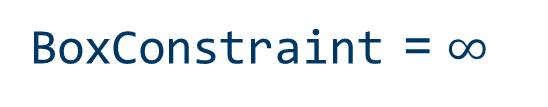 BoxConstraint = ∞